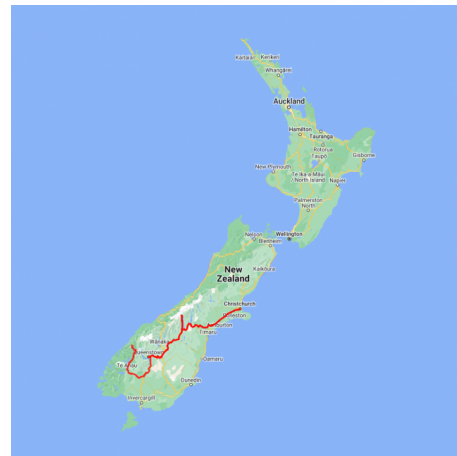 Kaitaia
Kerikeri
Whangārei
Auckland
Hamilton
Tauranga
Rotorua
Taupō
Gisborne
New Plymouth
Te Ika-a-Māui
North Island
Napier
Palmerston
North
Nelson
Wellington
Blenheim
New
Zealand
Kaikōura
Christchurch
Rolleston
Ashburton
Timaru
Wānaka
Queenstown
Oamaru
Te Anau
Dunedin
Invercargill